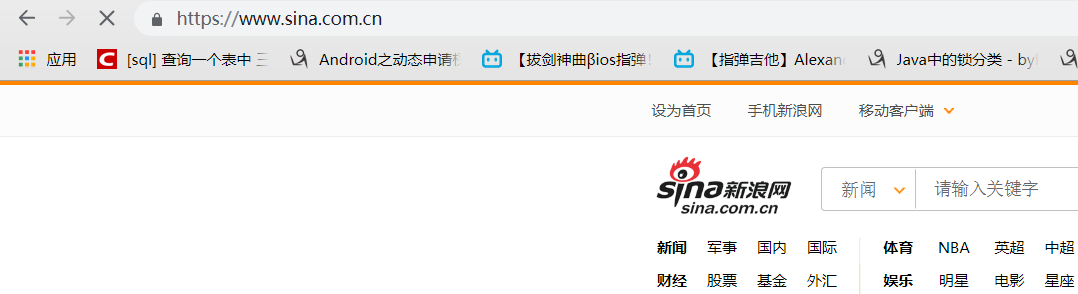 https://www.sina.com.cn
应用 [sql] 查询一个表中 Android之动态申请 【拔剑神曲βios指弹 【指弹吉他】Alexan Java中的锁分类 - by
设为首页 手机新浪网 移动客户端
sina新浪网 新闻 请输入关键字
sina.com.cn
新闻 军事 国内 国际 体育 NBA 英超 中超
财经 股票 基金 外汇 娱乐 明星 电影 星座